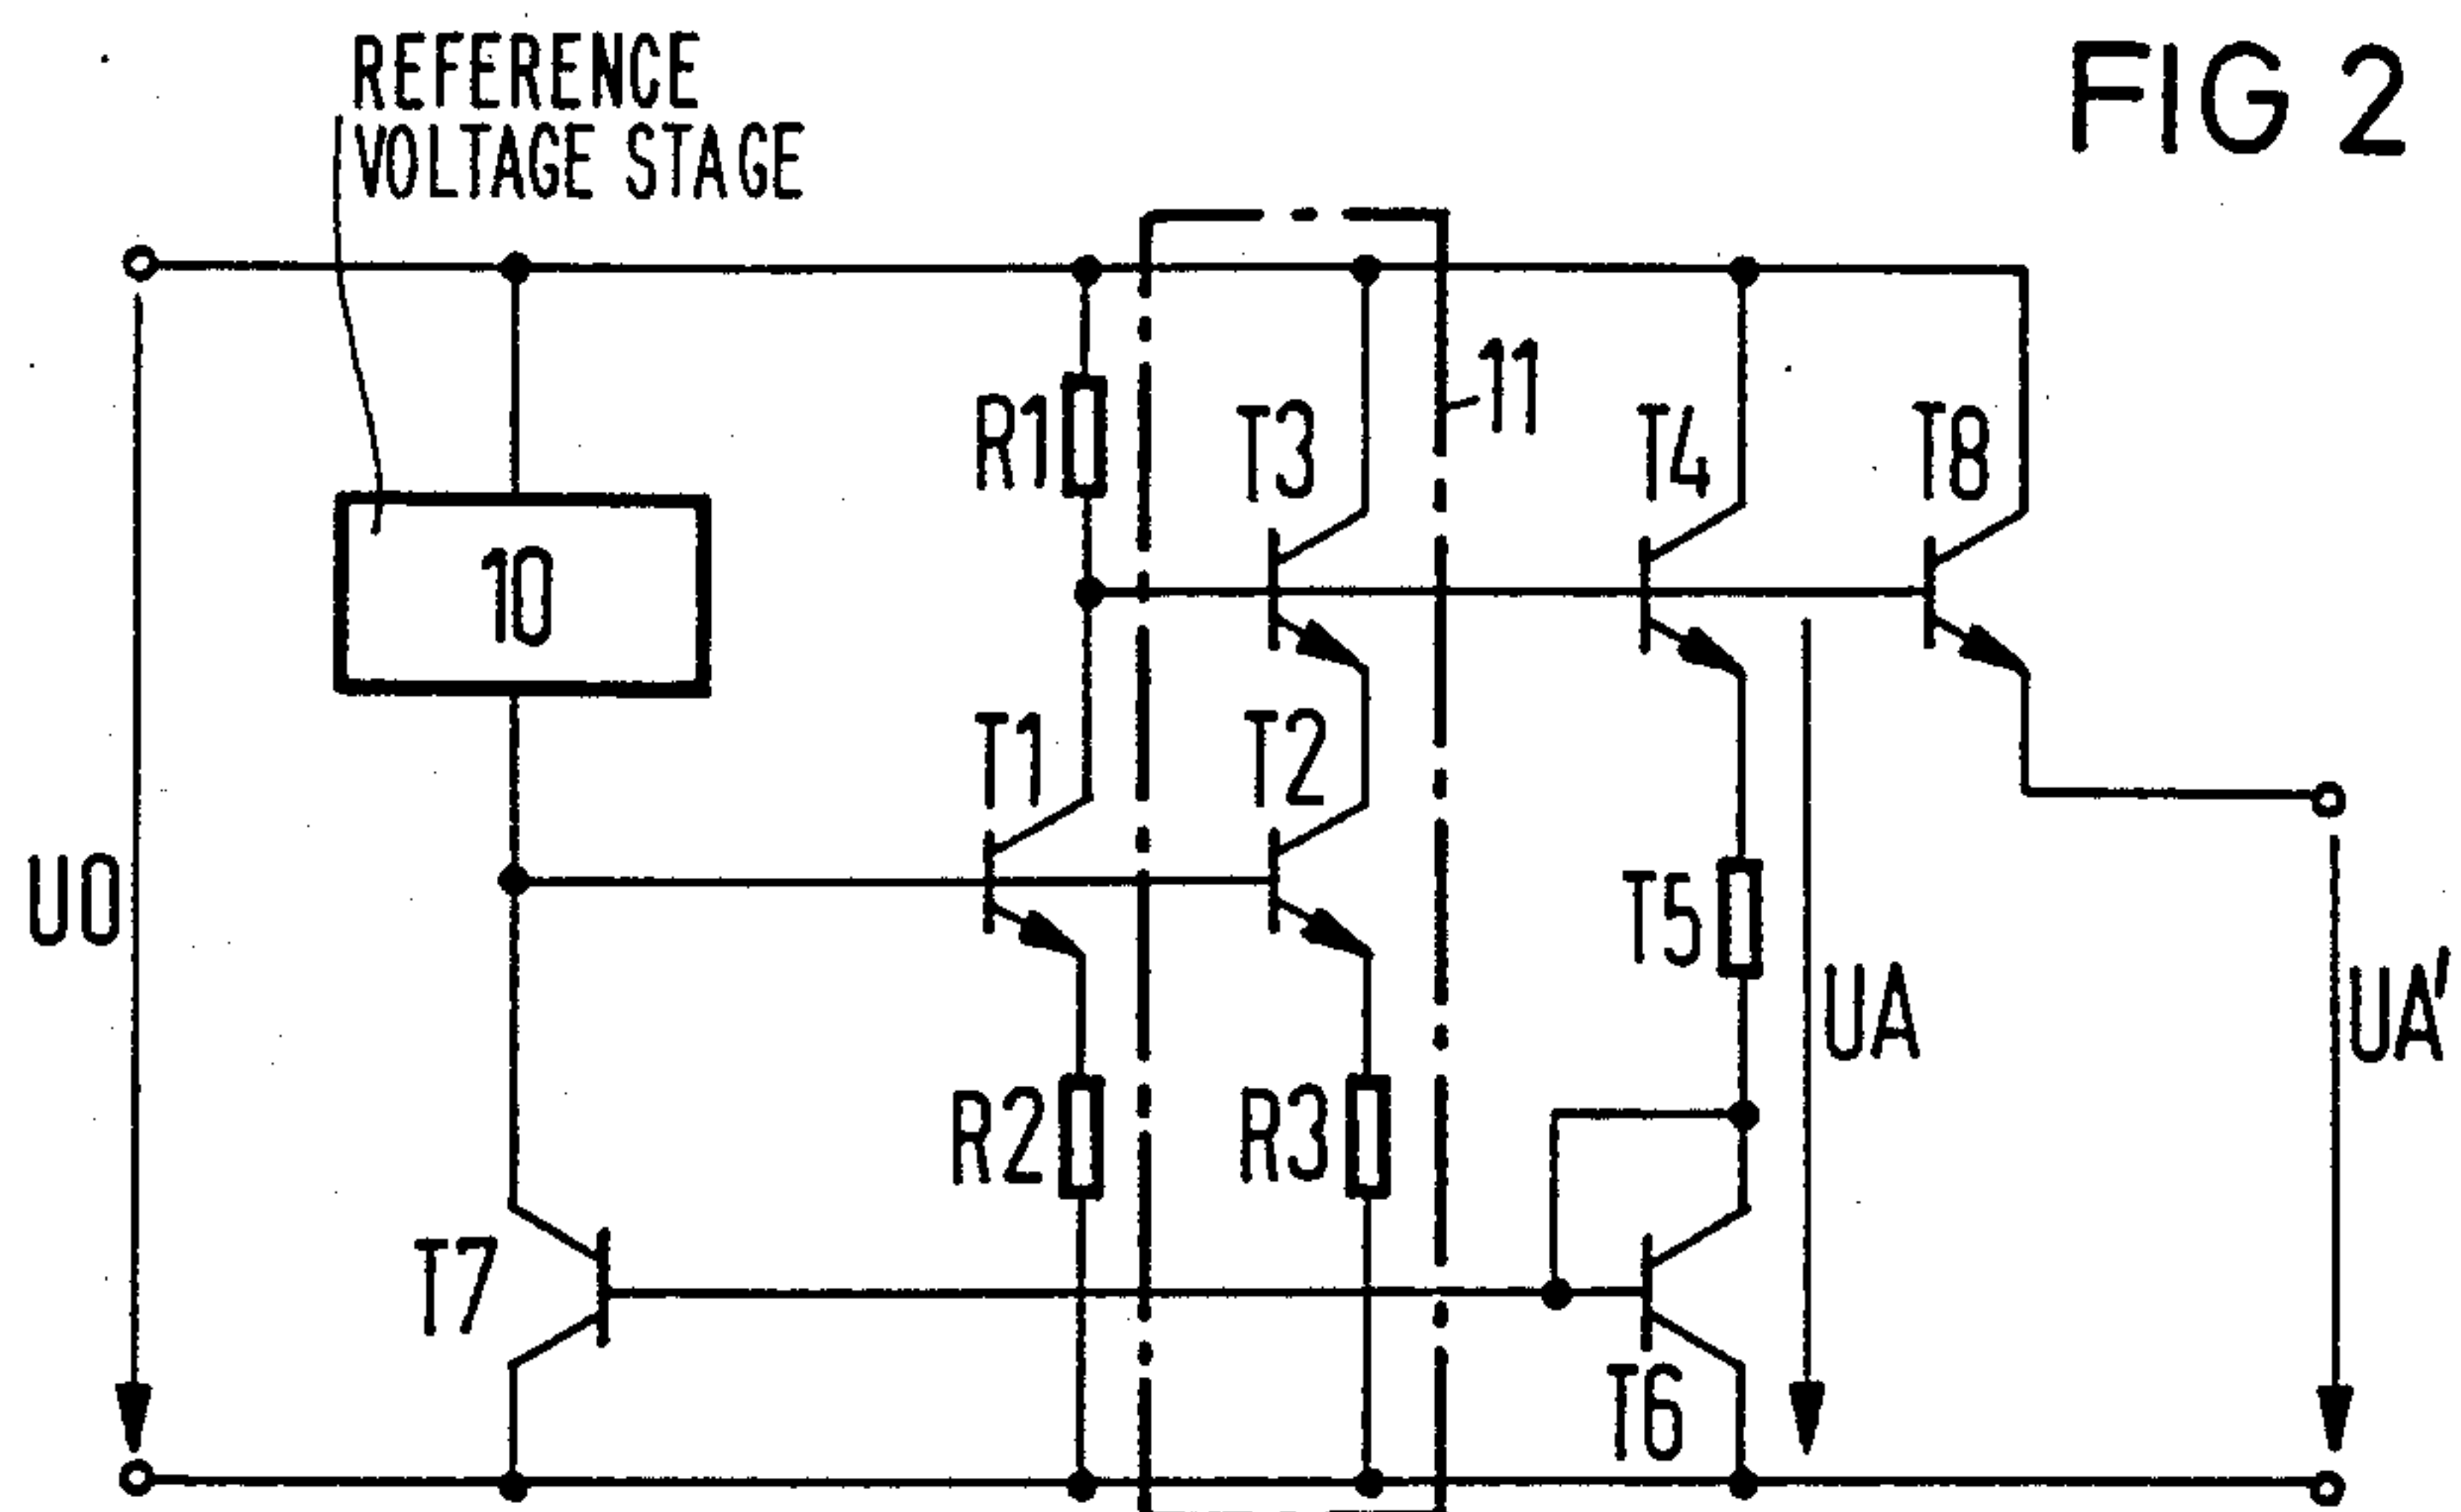 REFERENCE
VOLTAGE STAGE
FIG 2
11
R1
T3
T4
T8
10
T1
T2
U0
T5
UA
UA'
R2
R3
T7
T6